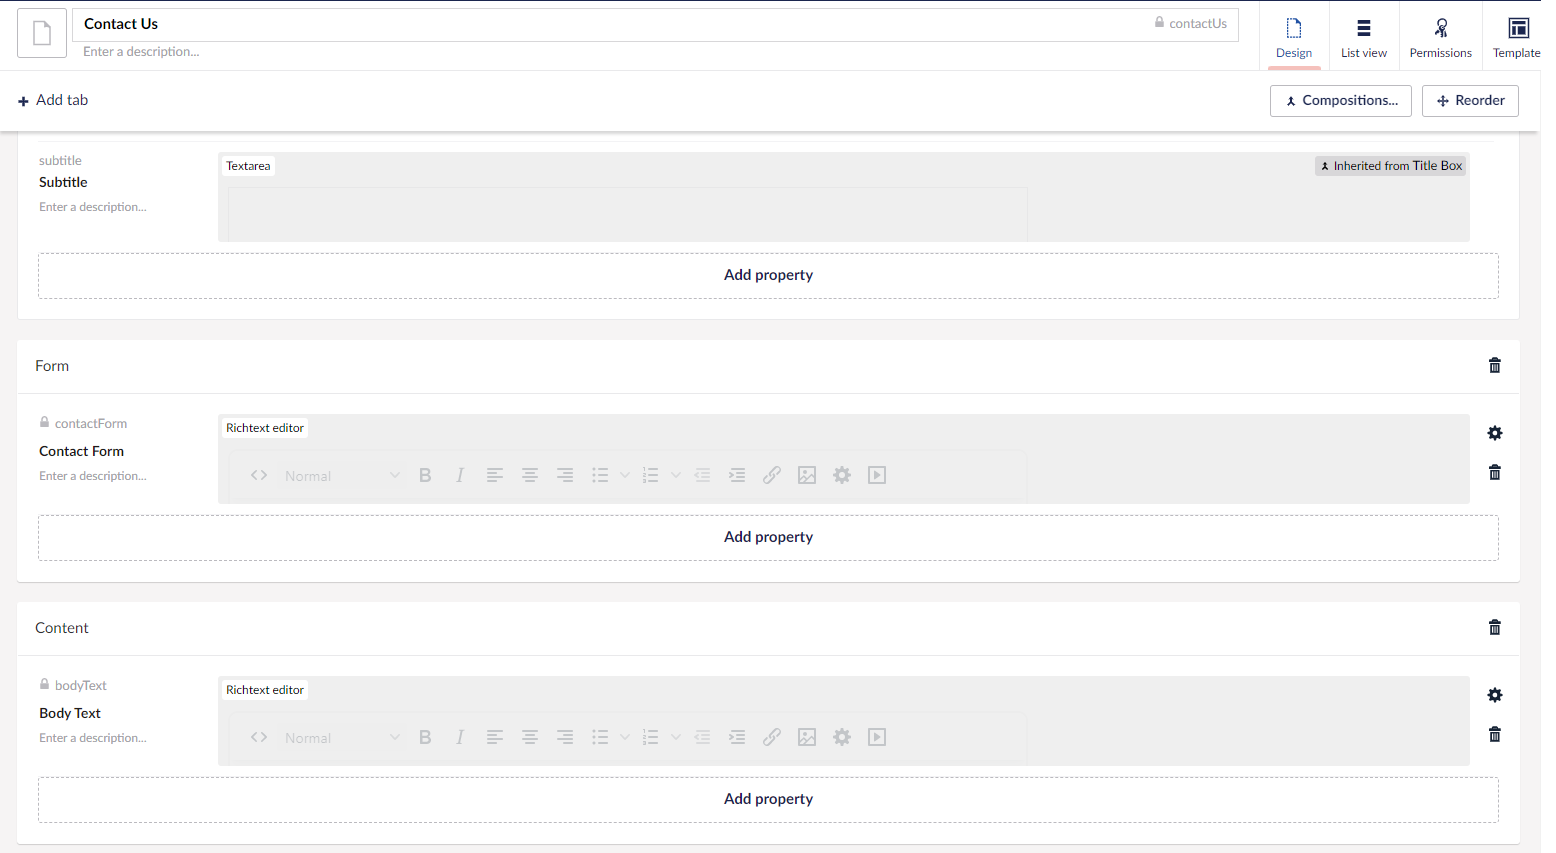 Contact Us
contactUs
Enter a description...
Design
List view
Permissions
Template
Add tab
Compositions...
Reorder
subtitle
Subtitle
Enter a description...
Textarea
Inherited from Title Box
Add property
Form
contactForm
Contact Form
Enter a description...
Richtext editor
Normal
B
I
Add property
Content
bodyText
Body Text
Enter a description...
Richtext editor
Normal
B
I
Add property